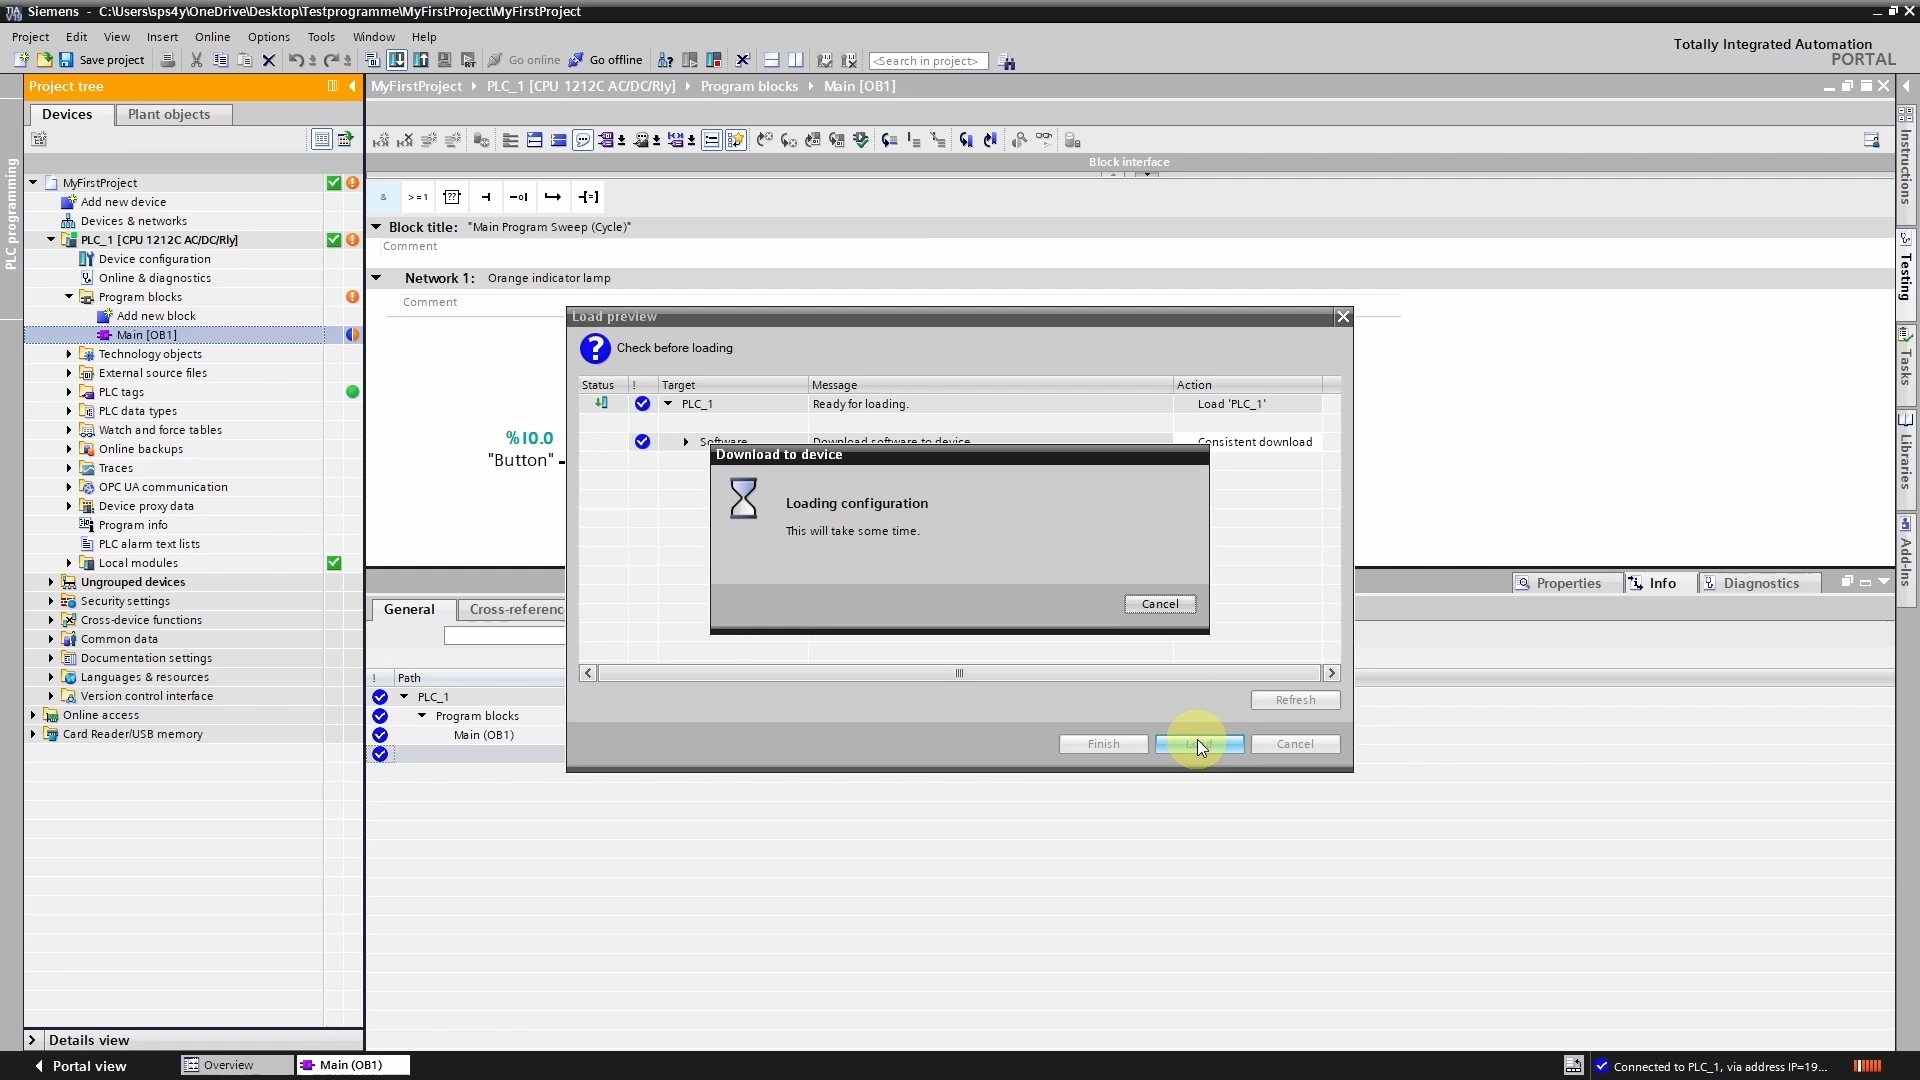 Siemens - C:\Users\sps4y\OneDrive\Desktop\Testprogramme\MyFirstProject\MyFirstProject
Project Edit View Insert Online Options Tools Window Help
Totally Integrated Automation
PORTAL
Save project Go online Go offline <Search in project>
Project tree
MyFirstProject PLC_1 [CPU 1212C AC/DC/Rly] Program blocks Main [OB1]
Devices Plant objects
PLC programming
Block interface
MyFirstProject
Add new device
Devices & networks
PLC_1 [CPU 1212C AC/DC/Rly]
Device configuration
Online & diagnostics
Program blocks
Add new block
Main [OB1]
Technology objects
External source files
PLC tags
PLC data types
Watch and force tables
Online backups
Traces
OPC UA communication
Device proxy data
Program info
PLC alarm text lists
Local modules
Ungrouped devices
Security settings
Cross-device functions
Common data
Documentation settings
Languages & resources
Version control interface
Online access
Card Reader/USB memory
Details view
& >=1 ??
Block title: "Main Program Sweep (Cycle)"
Comment
Network 1: Orange indicator lamp
Comment
%I0.0
"Button"
Load preview
? Check before loading
Status ! Target Message Action
PLC_1 Ready for loading. Load 'PLC_1'
Software Download software to device Consistent download
Download to device
Loading configuration
This will take some time.
Cancel
Refresh
Finish Load Cancel
Properties Info Diagnostics
General Cross-referenc
! Path
PLC_1
Program blocks
Main (OB1)
Instructions
Testing
Tasks
Libraries
Add-Ins
Portal view Overview Main (OB1) Connected to PLC_1, via address IP=19...